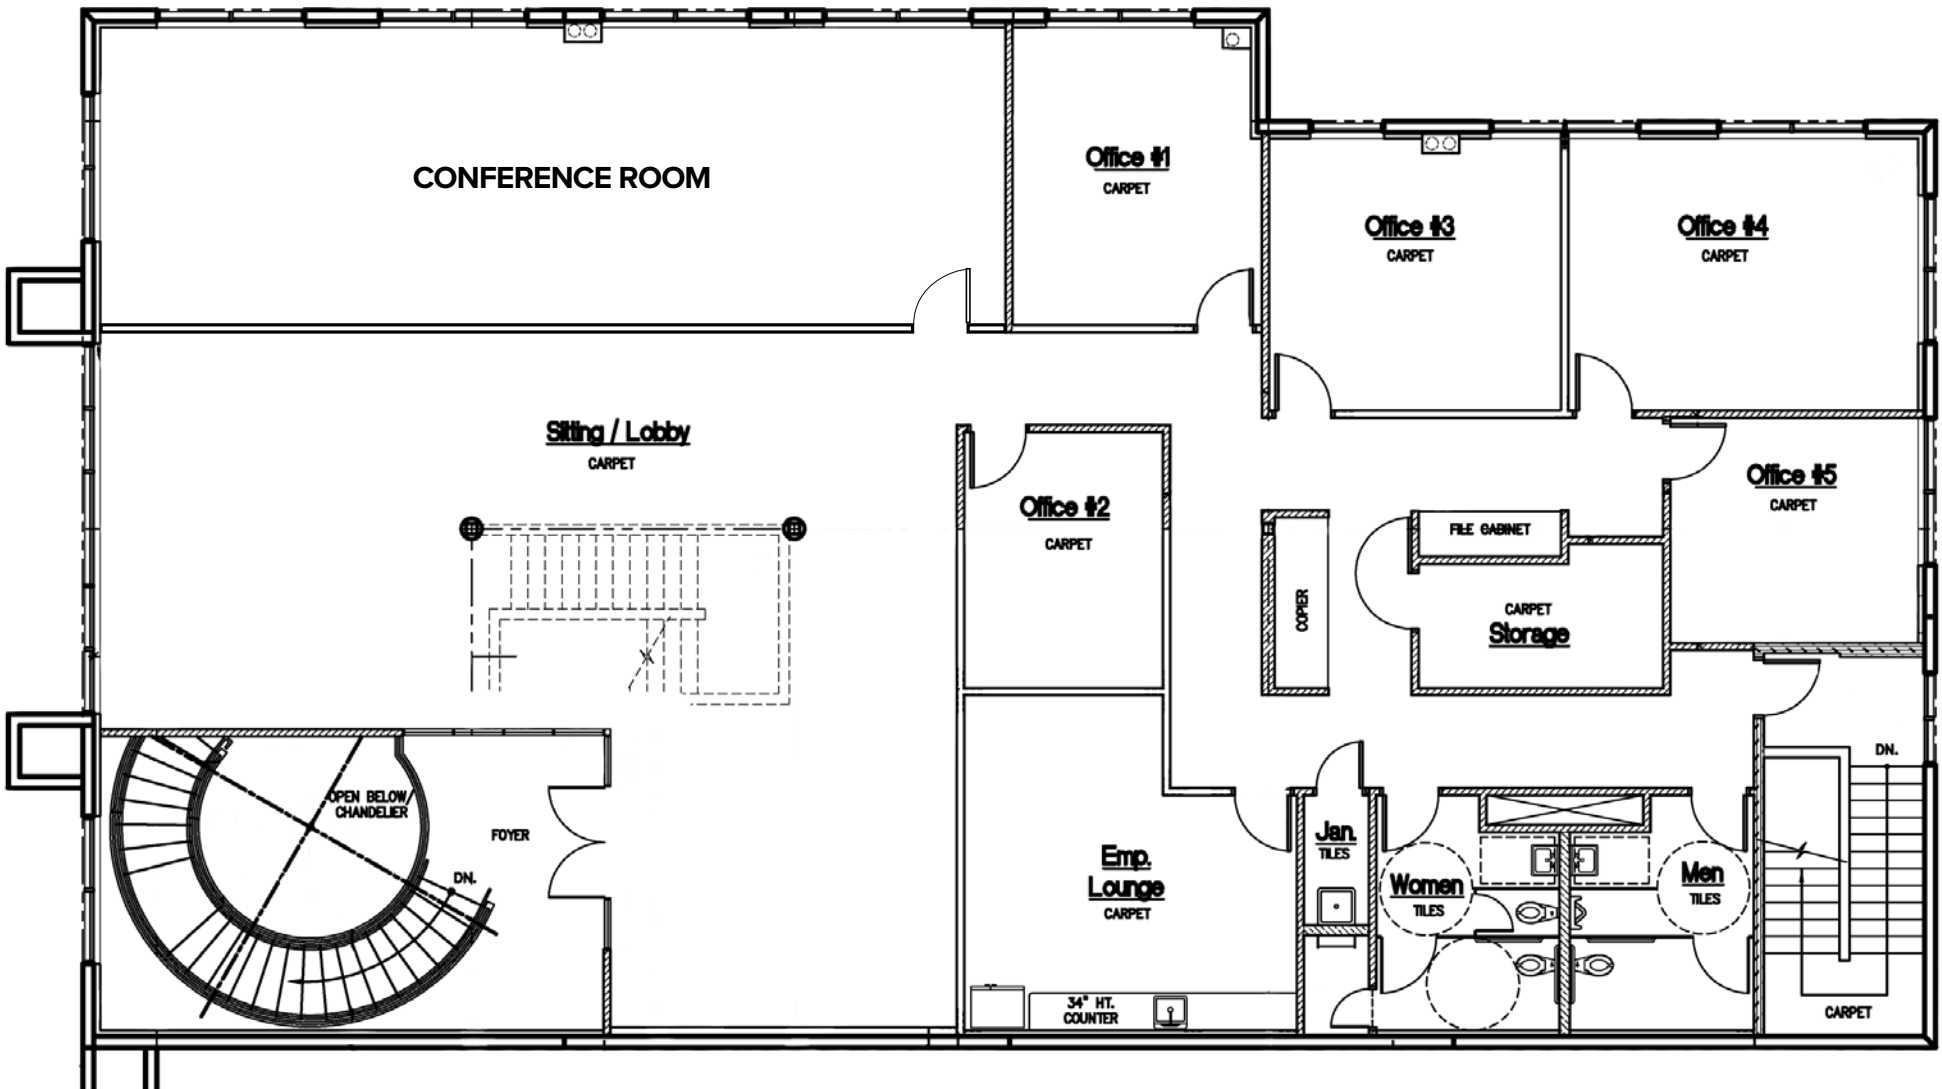 CONFERENCE ROOM
Office #1
CARPET
Office #3
CARPET
Office #4
CARPET
Sitting / Lobby
CARPET
Office #2
CARPET
Office #5
CARPET
FILE CABINET
COPIER
CARPET
Storage
OPEN BELOW/
CHANDELIER
FOYER
DN.
Emp.
Lounge
CARPET
34" HT.
COUNTER
Jan.
TILES
Women
TILES
Men
TILES
DN.
CARPET